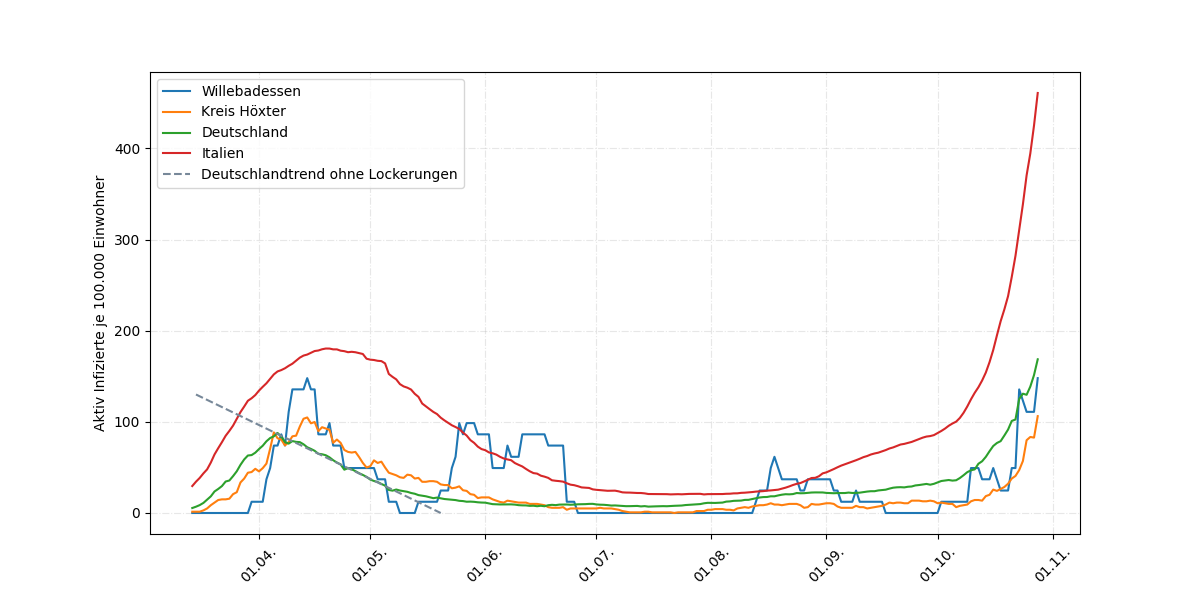 Willebadessen
Kreis Höxter
Deutschland
Italien
Deutschlandtrend ohne Lockerungen
Aktiv Infizierte je 100.000 Einwohner
400
300
200
100
0
01.04.
01.05.
01.06.
01.07.
01.08.
01.09.
01.10.
01.11.